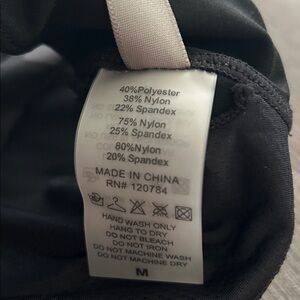 40%Polyester
38% Nylon
22% Spandex
75% Nylon
25% Spandex
80%Nylon
20% Spandex
MADE IN CHINA
RN# 120784
HAND WASH ONLY
HANG TO DRY
DO NOT BLEACH
DO NOT IRON
DO NOT MACHINE DRY
DO NOT MACHINE DRY
M